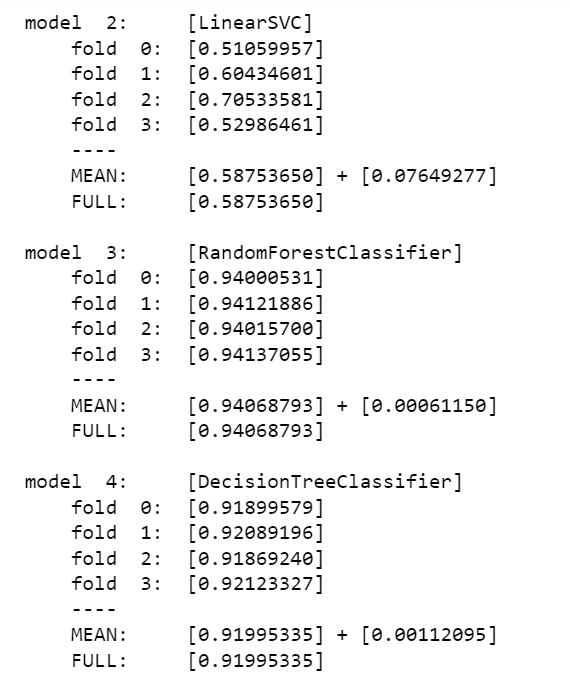 model  2:     [LinearSVC]
    fold  0:  [0.51059957]
    fold  1:  [0.60434601]
    fold  2:  [0.70533581]
    fold  3:  [0.52986461]
    ----
    MEAN:     [0.58753650] + [0.07649277]
    FULL:     [0.58753650]

model  3:     [RandomForestClassifier]
    fold  0:  [0.94000531]
    fold  1:  [0.94121886]
    fold  2:  [0.94015700]
    fold  3:  [0.94137055]
    ----
    MEAN:     [0.94068793] + [0.00061150]
    FULL:     [0.94068793]

model  4:     [DecisionTreeClassifier]
    fold  0:  [0.91899579]
    fold  1:  [0.92089196]
    fold  2:  [0.91869240]
    fold  3:  [0.92123327]
    ----
    MEAN:     [0.91995335] + [0.00112095]
    FULL:     [0.91995335]